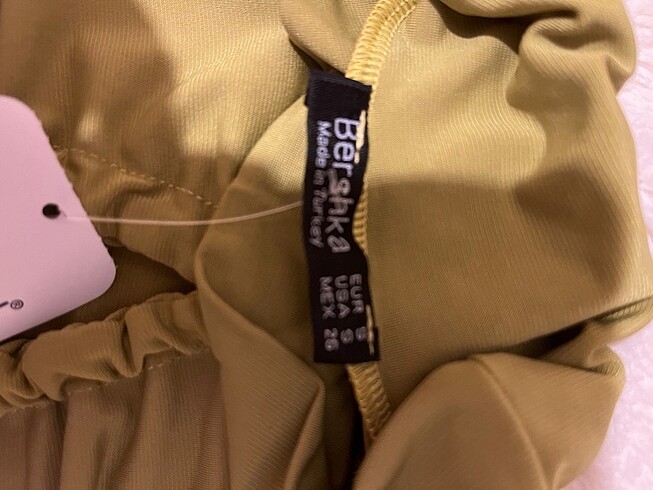 Bershka
Made in Turkey
EUR S
USA S
MEX 26
®